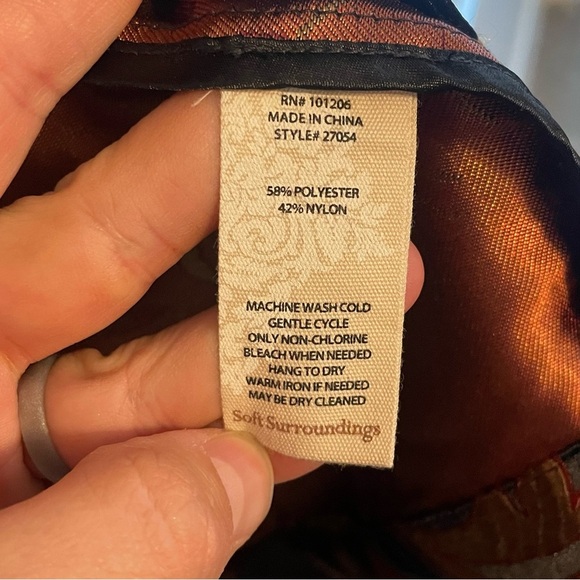 RN# 101206
MADE IN CHINA
STYLE# 27054
58% POLYESTER
42% NYLON
MACHINE WASH COLD
GENTLE CYCLE
ONLY NON-CHLORINE
BLEACH WHEN NEEDED
HANG TO DRY
WARM IRON IF NEEDED
MAY BE DRY CLEANED
Soft Surroundings